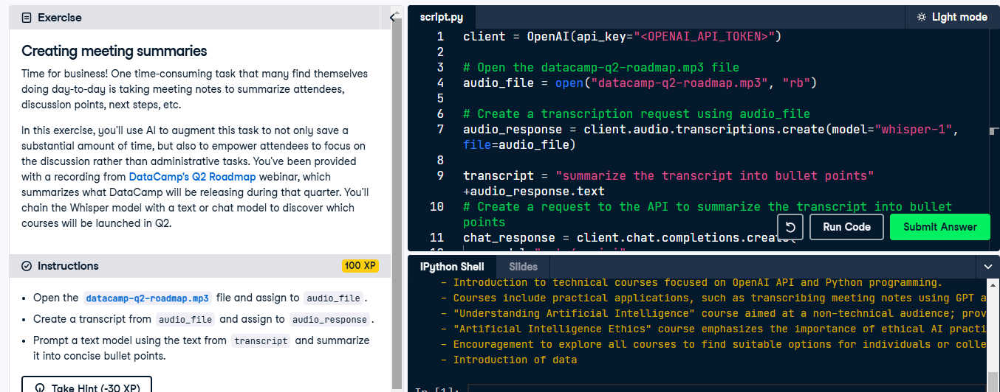 Exercise
Creating meeting summaries
Time for business! One time-consuming task that many find themselves
doing day-to-day is taking meeting notes to summarize attendees,
discussion points, next steps, etc.
In this exercise, you'll use AI to augment this task to not only save a
substantial amount of time, but also to empower attendees to focus on
the discussion rather than administrative tasks. You've been provided
with a recording from DataCamp's Q2 Roadmap webinar, which
summarizes what DataCamp will be releasing during that quarter. You'll
chain the Whisper model with a text or chat model to discover which
courses will be launched in Q2.
Instructions
100 XP
Open the datacamp-q2-roadmap.mp3 file and assign to audio_file.
Create a transcript from audio_file and assign to audio_response.
Prompt a text model using the text from transcript and summarize
it into concise bullet points.
Take Hint (-30 XP)
script.py
Light mode
1 client = OpenAI(api_key="<OPENAI_API_TOKEN>")
2
3 # Open the datacamp-q2-roadmap.mp3 file
4 audio_file = open("datacamp-q2-roadmap.mp3", "rb")
5
6 # Create a transcription request using audio_file
7 audio_response = client.audio.transcriptions.create(model="whisper-1",
file=audio_file)
8
9 transcript = "summarize the transcript into bullet points"
+audio_response.text
10 # Create a request to the API to summarize the transcript into bullet
points
11 chat_response = client.chat.completions.create(
Run Code
Submit Answer
IPython Shell
Slides
- Introduction to technical courses focused on OpenAI API and Python programming.
- Courses include practical applications, such as transcribing meeting notes using GPT a
- "Understanding Artificial Intelligence" course aimed at a non-technical audience; prov
- "Artificial Intelligence Ethics" course emphasizes the importance of ethical AI practi
- Encouragement to explore all courses to find suitable options for individuals or colle
- Introduction of data
In [1]: